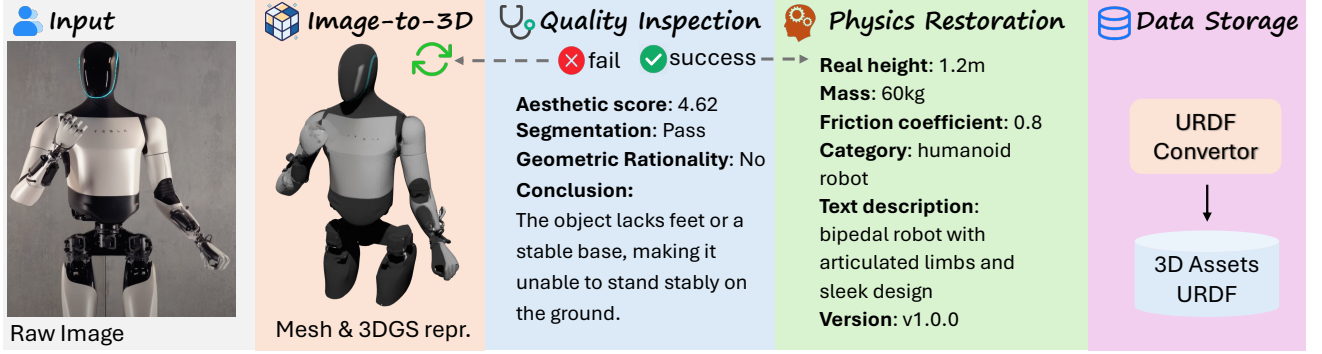 Input
Raw Image
Image-to-3D
Mesh & 3DGS repr.
Quality Inspection
fail
success
Aesthetic score: 4.62
Segmentation: Pass
Geometric Rationality: No
Conclusion:
The object lacks feet or a
stable base, making it
unable to stand stably on
the ground.
Physics Restoration
Real height: 1.2m
Mass: 60kg
Friction coefficient: 0.8
Category: humanoid
robot
Text description:
bipedal robot with
articulated limbs and
sleek design
Version: v1.0.0
Data Storage
URDF
Convertor
3D Assets
URDF